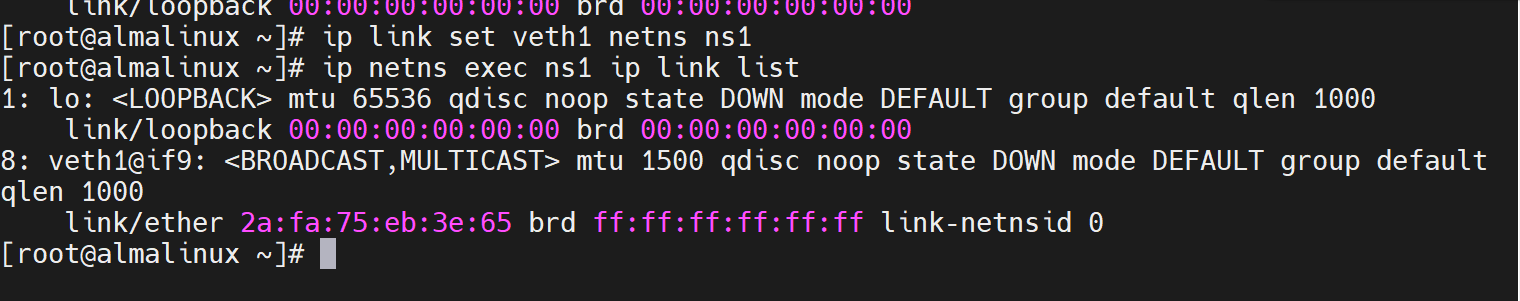 link/loopback 00:00:00:00:00:00 brd 00:00:00:00:00:00
[root@almalinux ~]# ip link set veth1 netns ns1
[root@almalinux ~]# ip netns exec ns1 ip link list
1: lo: <LOOPBACK> mtu 65536 qdisc noop state DOWN mode DEFAULT group default qlen 1000
    link/loopback 00:00:00:00:00:00 brd 00:00:00:00:00:00
8: veth1@if9: <BROADCAST,MULTICAST> mtu 1500 qdisc noop state DOWN mode DEFAULT group default
qlen 1000
    link/ether 2a:fa:75:eb:3e:65 brd ff:ff:ff:ff:ff:ff link-netnsid 0
[root@almalinux ~]#